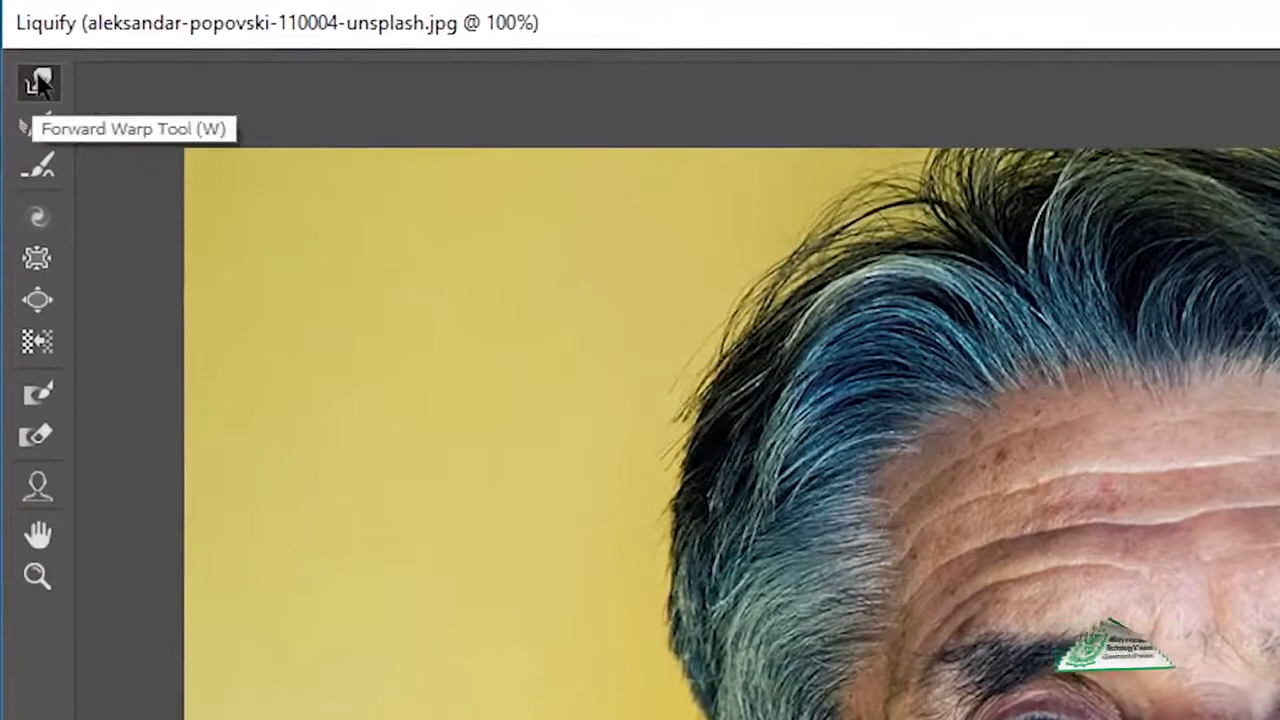 Liquify (aleksandar-popovski-110004-unsplash.jpg @ 100%)
Forward Warp Tool (W)